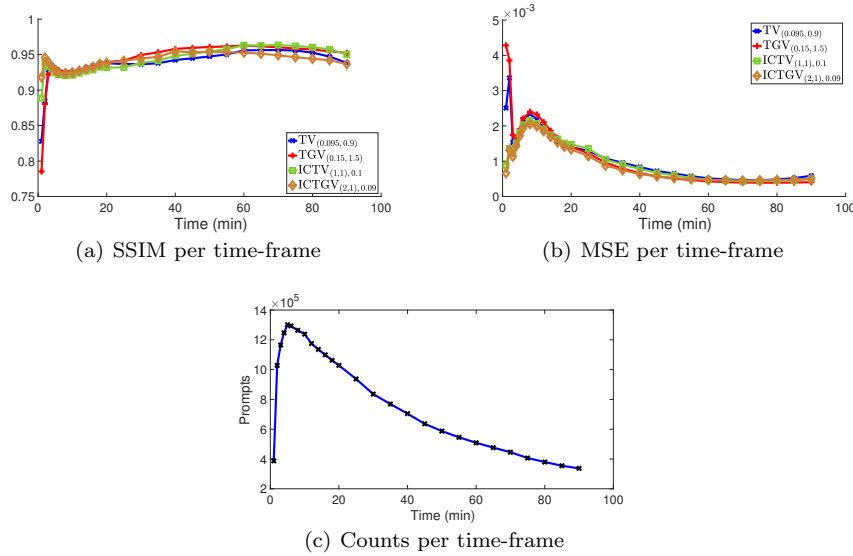 1
0.95
0.9
0.85
0.8
0.75
0 20 40 60 80 100
Time (min)
TV(0.095,0.9)
TGV(0.15,1.5)
ICTV(1,1),0.1
ICTGV(2,1),0.09
(a) SSIM per time-frame
×10-3
5
4
3
2
1
0
0 20 40 60 80 100
Time (min)
TV(0.095,0.9)
TGV(0.15,1.5)
ICTV(1,1),0.1
ICTGV(2,1),0.09
(b) MSE per time-frame
×105
14
12
10
8
6
4
2
Prompts
0 20 40 60 80 100
Time (min)
(c) Counts per time-frame